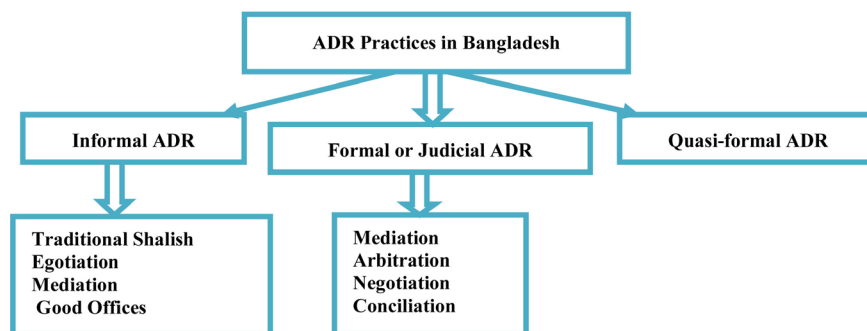 ADR Practices in Bangladesh
Informal ADR
Formal or Judicial ADR
Quasi-formal ADR
Traditional Shalish
Egotiation
Mediation
Good Offices
Mediation
Arbitration
Negotiation
Conciliation